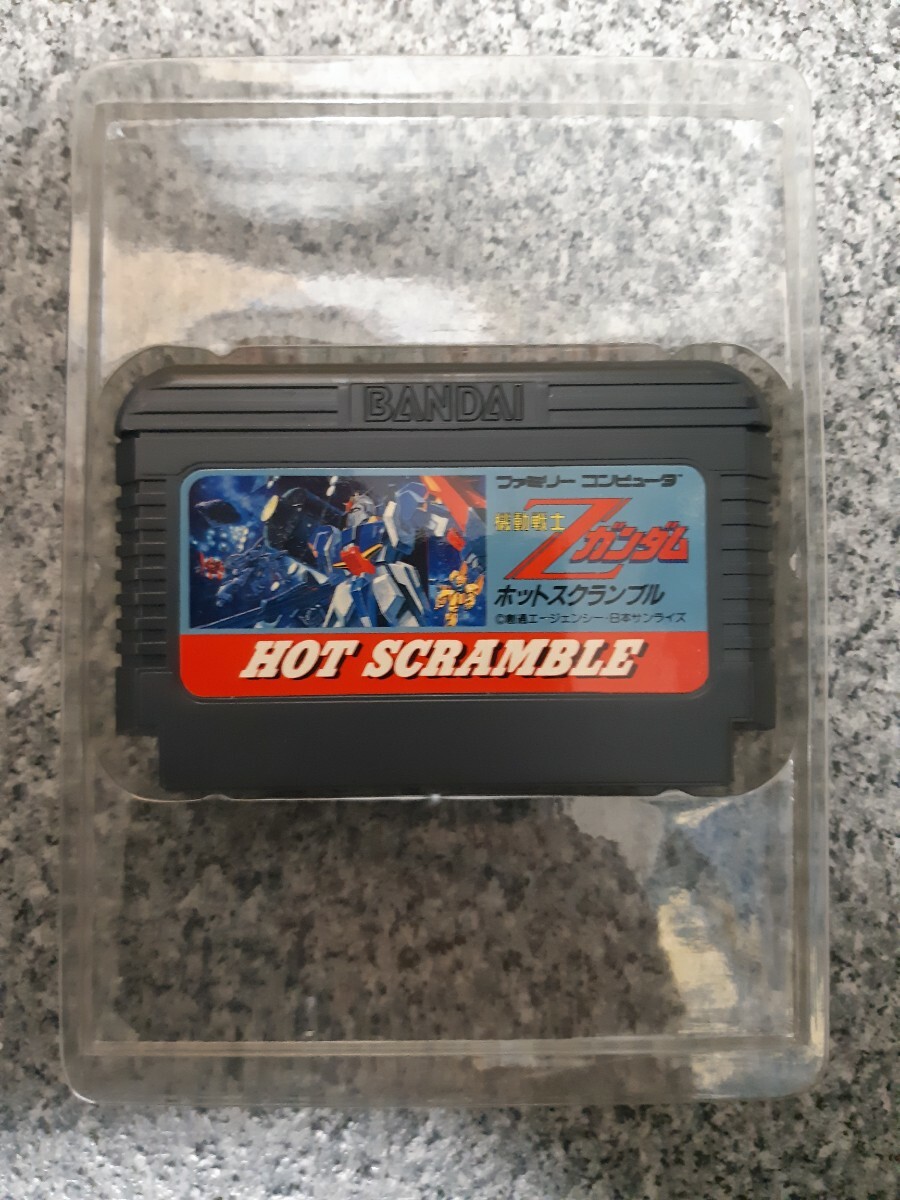 BANDAI
ファミリー コンピュータ
機動戦士
Zガンダム
ホットスクランブル
©創通エージェンシー・日本サンライズ
HOT SCRAMBLE